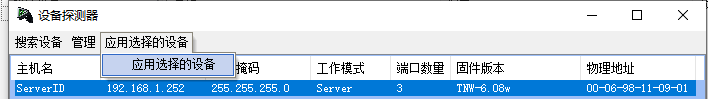 设备探测器
搜索设备 管理 应用选择的设备
应用选择的设备
主机名 掩码 工作模式 端口数量 固件版本 物理地址
ServerID 192.168.1.252 255.255.255.0 Server 3 TNW-6.08w 00-06-98-11-09-01